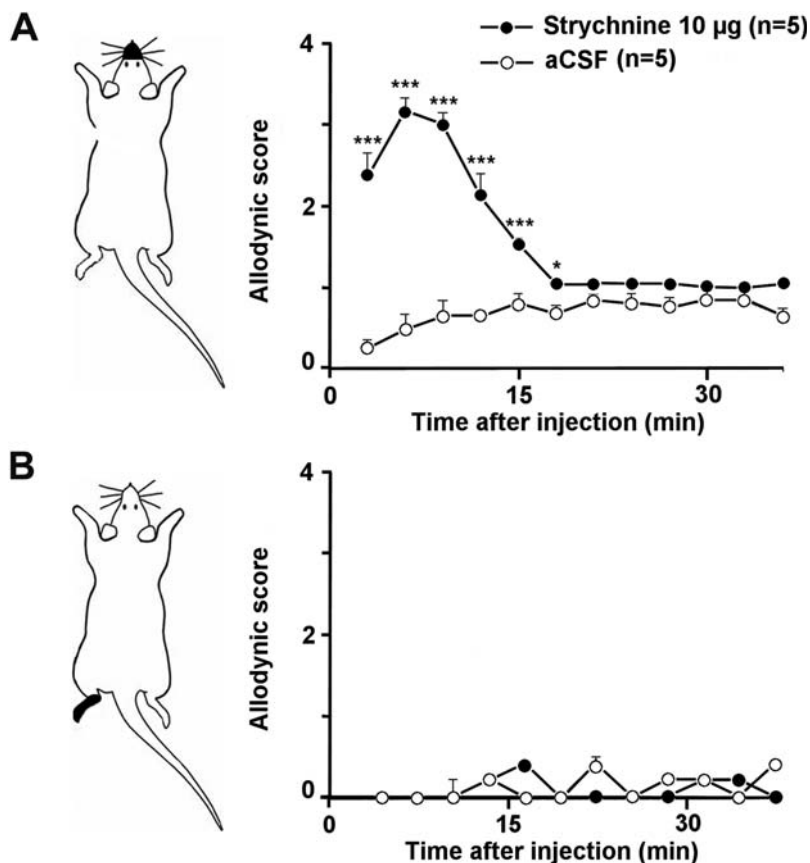 A
Strychnine 10 µg (n=5)
aCSF (n=5)
4
***
***
***
***
2
***
*
0
0
15
30
Allodynic score
Time after injection (min)
B
4
2
0
0
15
30
Allodynic score
Time after injection (min)